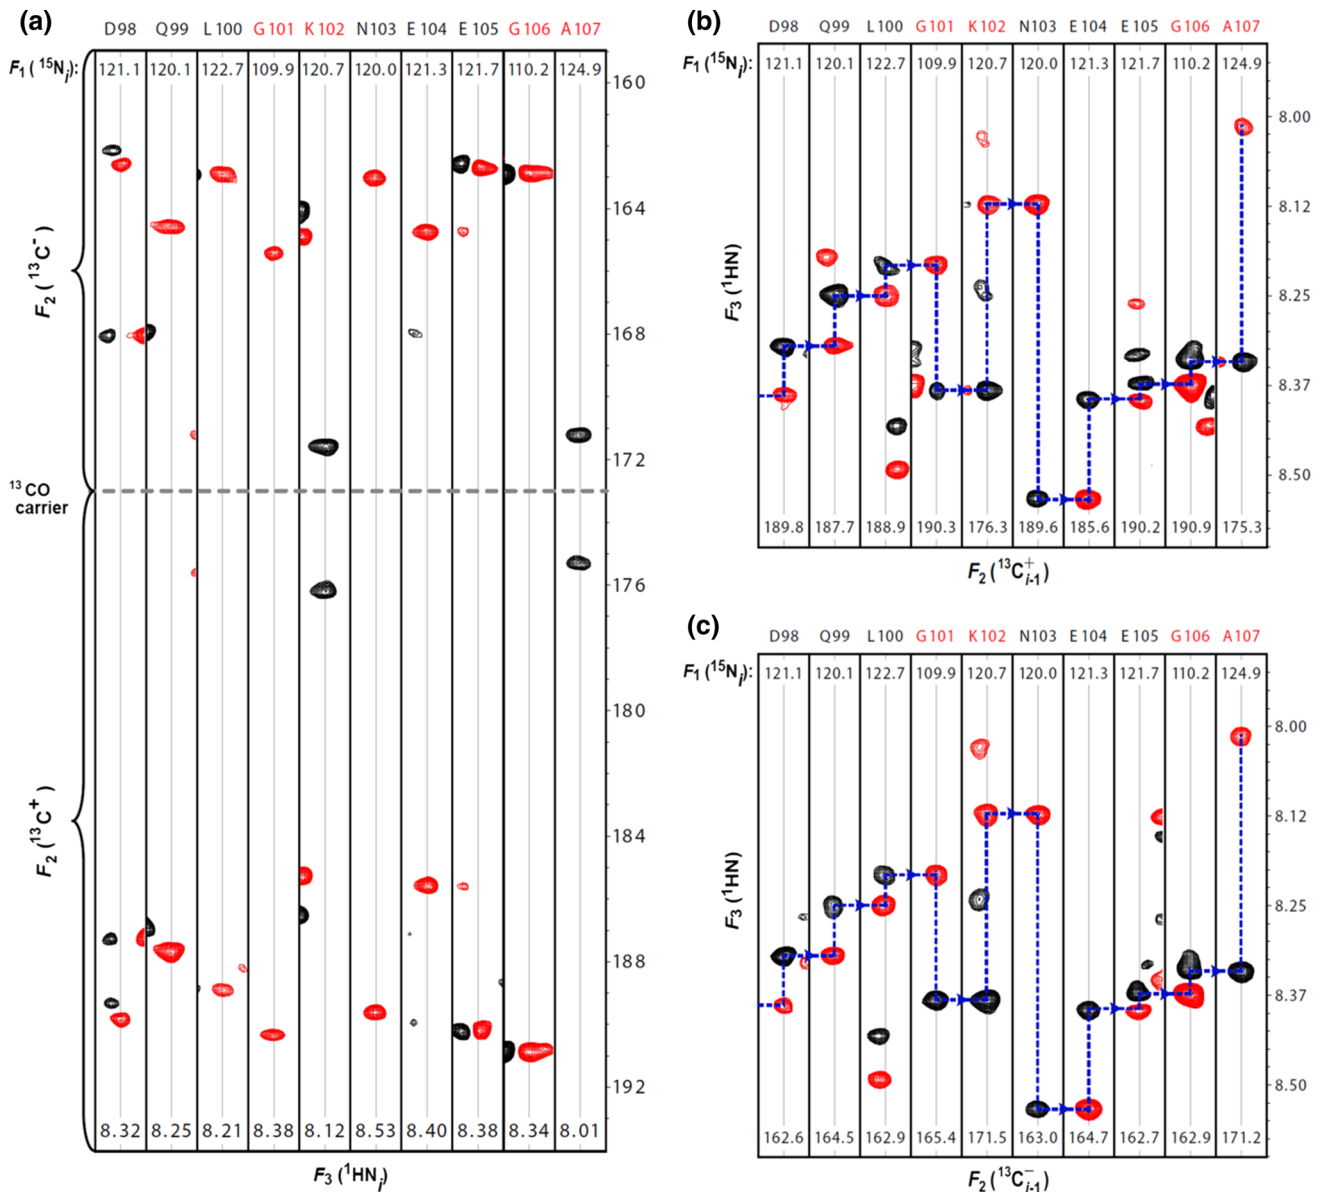 (a)
D98 Q99 L100 G101 K102 N103 E104 E105 G106 A107
F1 (15Ni): 121.1 120.1 122.7 109.9 120.7 120.0 121.3 121.7 110.2 124.9
160
164
168
172
176
180
184
188
192
F2 (13C-)
13CO
carrier
F2 (13C+)
8.32 8.25 8.21 8.38 8.12 8.53 8.40 8.38 8.34 8.01
F3 (1HNi)
(b)
D98 Q99 L100 G101 K102 N103 E104 E105 G106 A107
F1 (15Ni): 121.1 120.1 122.7 109.9 120.7 120.0 121.3 121.7 110.2 124.9
8.00
8.12
8.25
8.37
8.50
F3 (1HN)
189.8 187.7 188.9 190.3 176.3 189.6 185.6 190.2 190.9 175.3
F2 (13C+i-1)
(c)
D98 Q99 L100 G101 K102 N103 E104 E105 G106 A107
F1 (15Ni): 121.1 120.1 122.7 109.9 120.7 120.0 121.3 121.7 110.2 124.9
8.00
8.12
8.25
8.37
8.50
F3 (1HN)
162.6 164.5 162.9 165.4 171.5 163.0 164.7 162.7 162.9 171.2
F2 (13C-i-1)